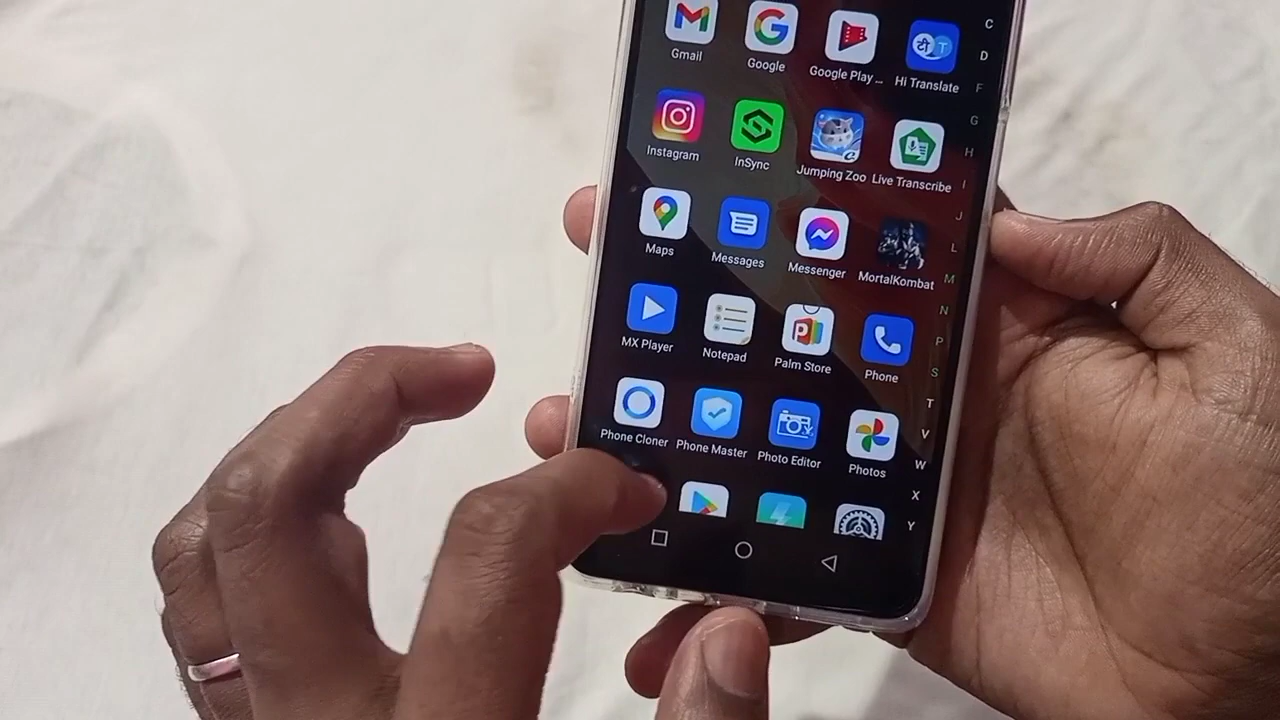 Gmail
Google
Google Play ...
Hi Translate
Instagram
InSync
Jumping Zoo
Live Transcribe
Maps
Messages
Messenger
MortalKombat
MX Player
Notepad
Palm Store
Phone
Phone Cloner
Phone Master
Photo Editor
Photos
C
D
F
G
H
I
J
L
M
N
P
S
T
V
W
X
Y